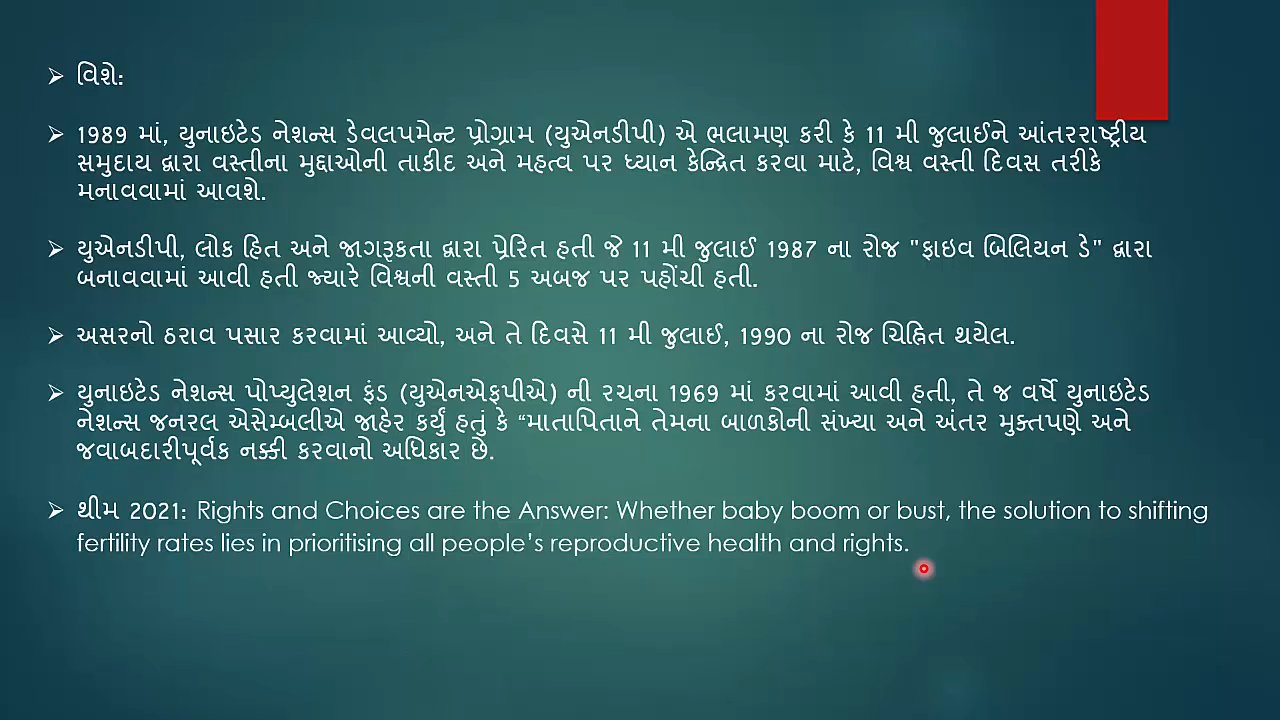 વિશે:
1989 માં, યુનાઇટેડ નેશન્સ ડેવલપમેન્ટ પ્રોગ્રામ (યુએનડીપી) એ ભલામણ કરી કે 11 મી જુલાઈને આંતરરાષ્ટ્રીય
સમુદાય દ્વારા વસ્તીના મુદ્દાઓની તાકીદ અને મહત્વ પર ધ્યાન કેન્દ્રિત કરવા માટે, વિશ્વ વસ્તી દિવસ તરીકે
મનાવવામાં આવશે.
યુએનડીપી, લોક હિત અને જાગરૂકતા દ્વારા પ્રેરિત હતી જે 11 મી જુલાઈ 1987 ના રોજ "ફાઇવ બિલિયન ડે" દ્વારા
બનાવવામાં આવી હતી જ્યારે વિશ્વની વસ્તી 5 અબજ પર પહોંચી હતી.
અસરનો ઠરાવ પસાર કરવામાં આવ્યો, અને તે દિવસે 11 મી જુલાઈ, 1990 ના રોજ ચિહ્નિત થયેલ.
યુનાઇટેડ નેશન્સ પોપ્યુલેશન ફંડ (યુએનએફપીએ) ની રચના 1969 માં કરવામાં આવી હતી, તે જ વર્ષે યુનાઇટેડ
નેશન્સ જનરલ એસેમ્બલીએ જાહેર કર્યું હતું કે “માતાપિતાને તેમના બાળકોની સંખ્યા અને અંતર મુક્તપણે અને
જવાબદારીપૂર્વક નક્કી કરવાનો અધિકાર છે.
થીમ 2021: Rights and Choices are the Answer: Whether baby boom or bust, the solution to shifting
fertility rates lies in prioritising all people’s reproductive health and rights.